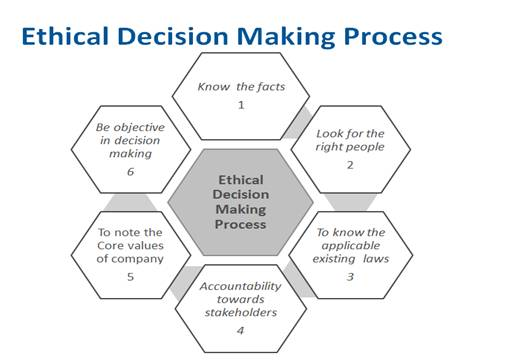 Ethical Decision Making Process
Know the facts
1
Look for the
right people
2
To know the
applicable
existing laws
3
Accountability
towards
stakeholders
4
To note the
Core values
of company
5
Be objective
in decision
making
6
Ethical
Decision
Making
Process